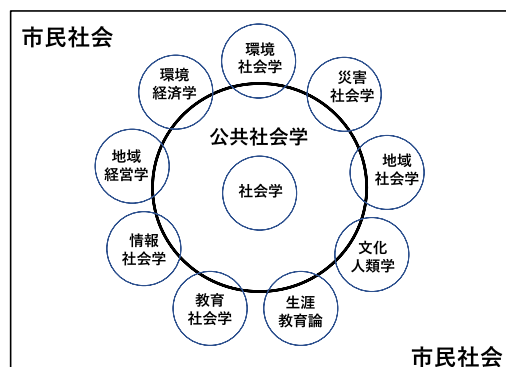 市民社会
環境
社会学
環境
経済学
災害
社会学
公共社会学
地域
経営学
社会学
地域
社会学
情報
社会学
文化
人類学
教育
社会学
生涯
教育論
市民社会